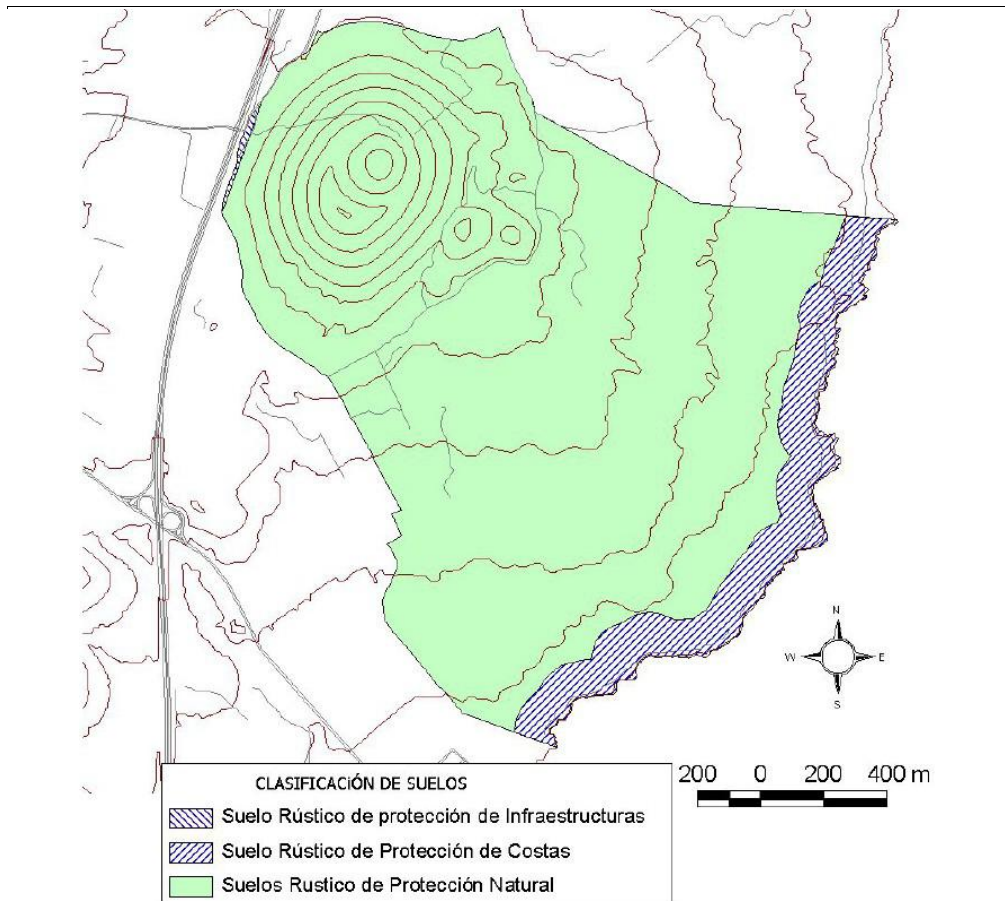 N
W E
S
200 0 200 400 m
CLASIFICACIÓN DE SUELOS
Suelo Rústico de protección de Infraestructuras
Suelo Rústico de Protección de Costas
Suelos Rustico de Protección Natural